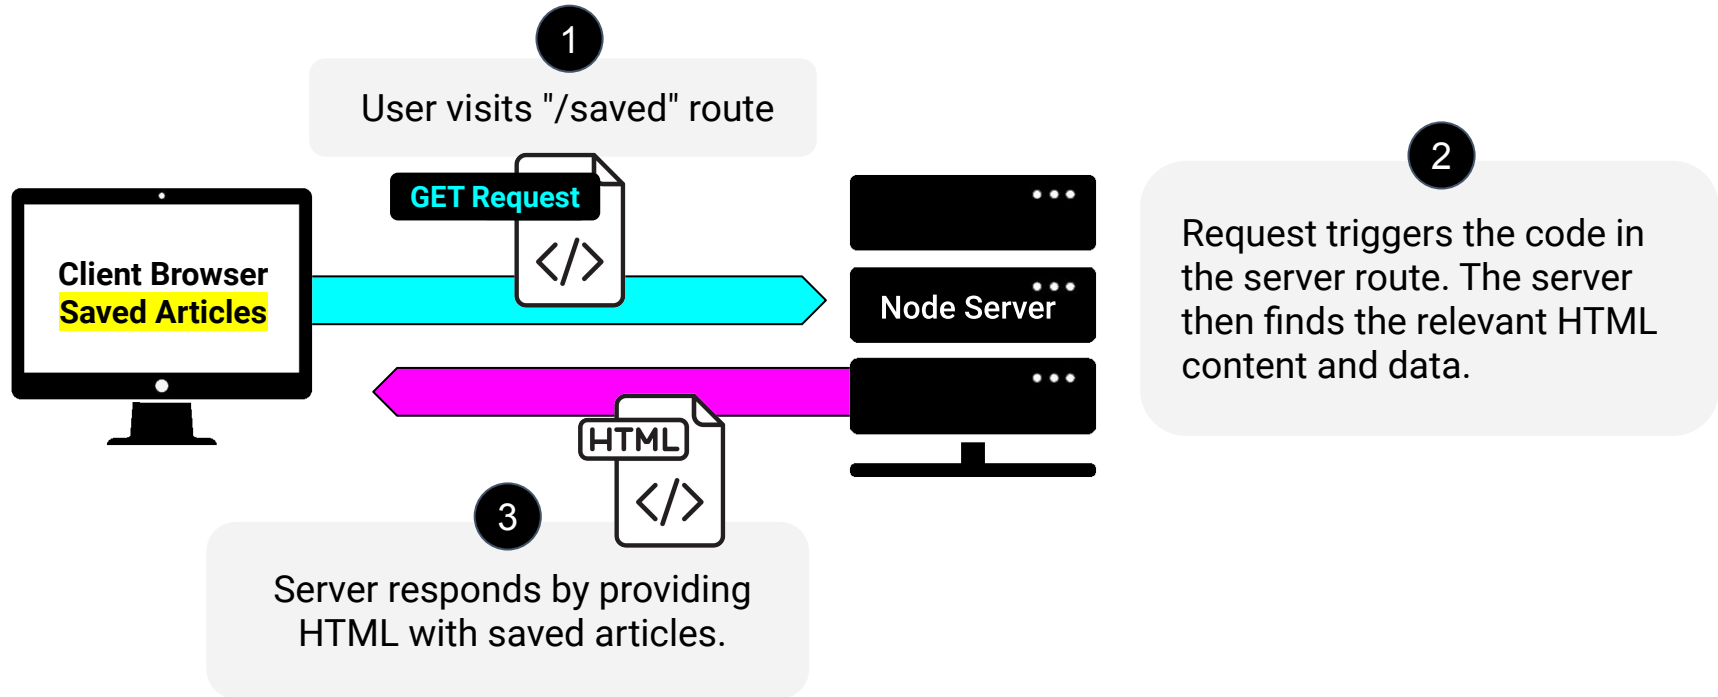 1
User visits "/saved" route
GET Request
</>
Client Browser
Saved Articles
Node Server
2
Request triggers the code in
the server route. The server
then finds the relevant HTML
content and data.
HTML
</>
3
Server responds by providing
HTML with saved articles.